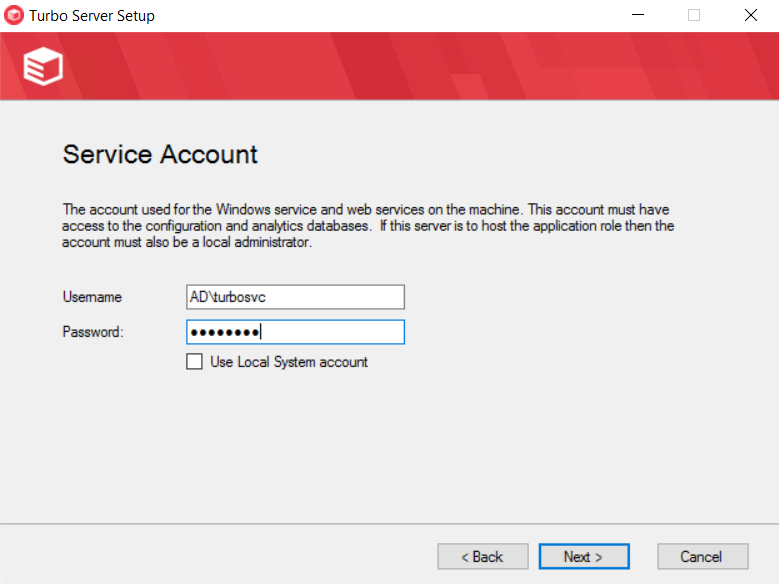 Turbo Server Setup
Service Account
The account used for the Windows service and web services on the machine. This account must have
access to the configuration and analytics databases.  If this server is to host the application role then the
account must also be a local administrator.
Username
AD\turbosvc
Password:
●●●●●●●●
Use Local System account
< Back
Next >
Cancel